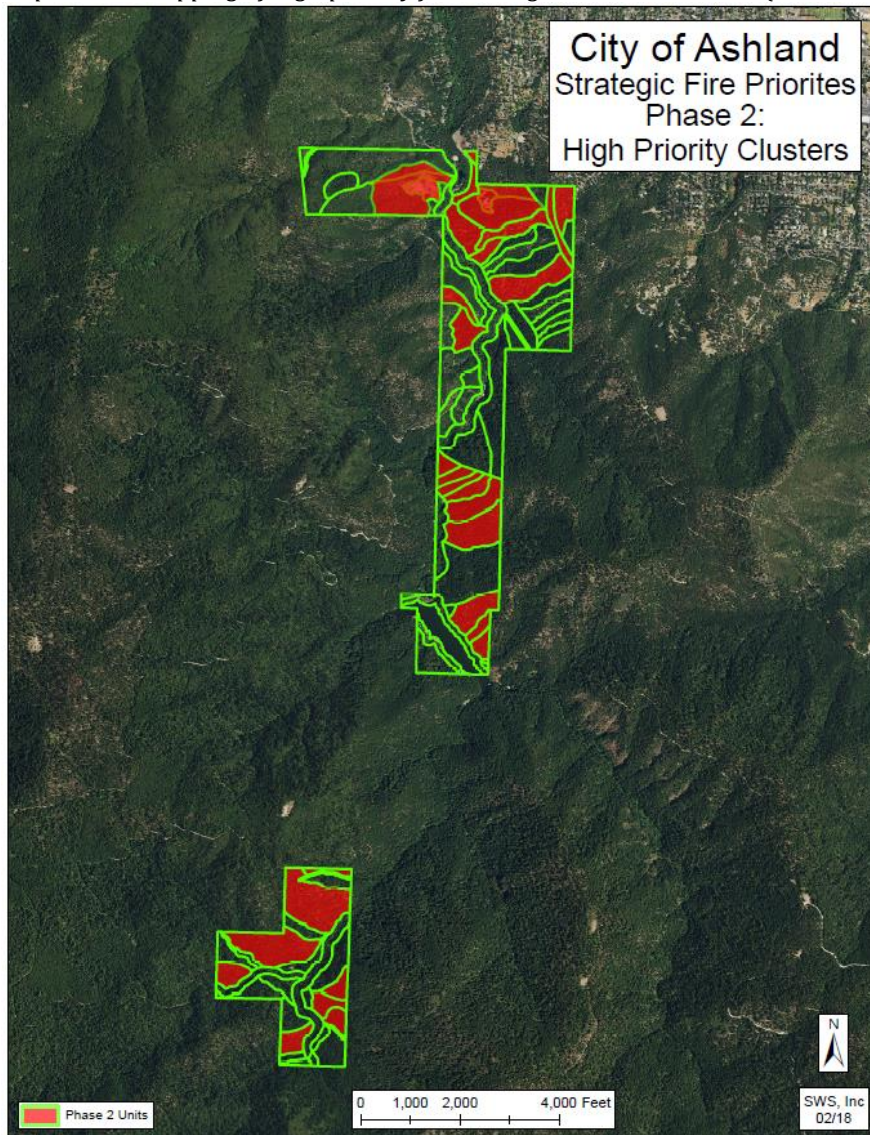 City of Ashland
Strategic Fire Priorites
Phase 2:
High Priority Clusters
N
Phase 2 Units
0 1,000 2,000 4,000 Feet
SWS, Inc
02/18